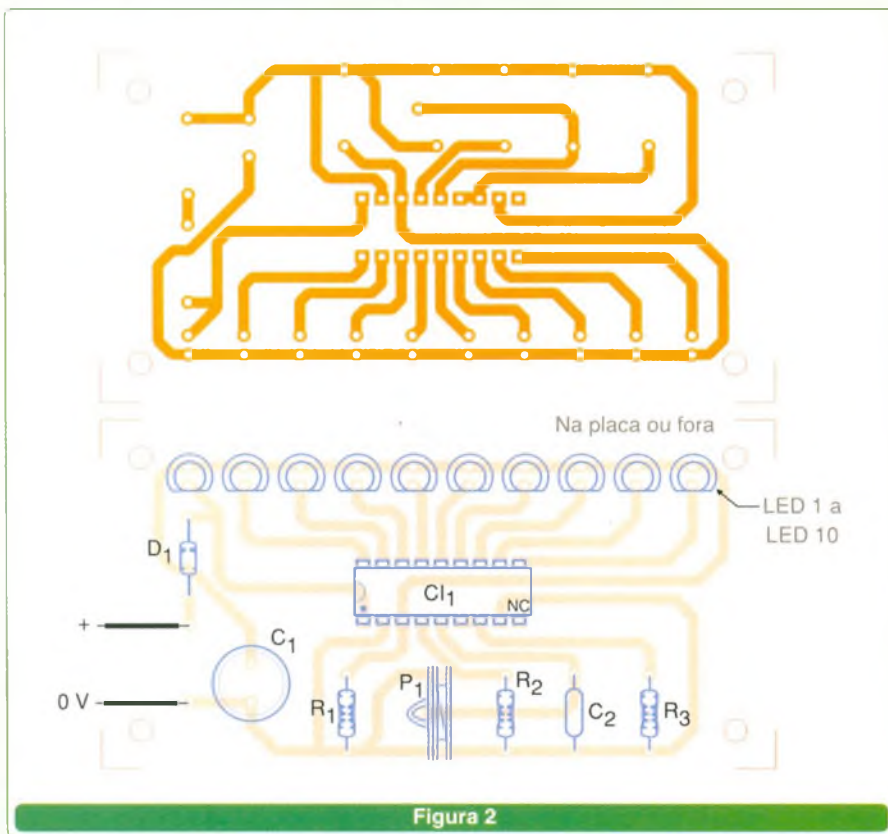 Na placa ou fora
LED 1 a
LED 10
D1
CI1
NC
+
C1
0 V
R1
P1
R2
C2
R3
Figura 2